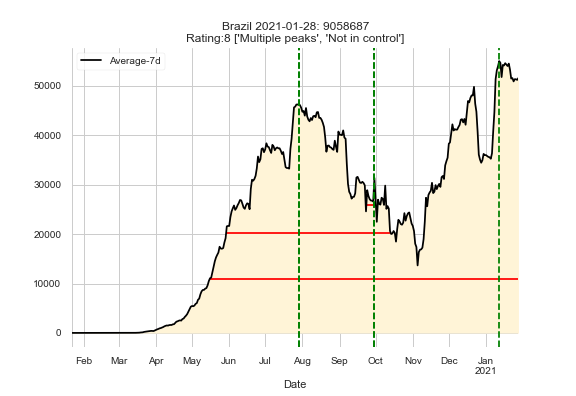 Brazil 2021-01-28: 9058687
Rating:8 ['Multiple peaks', 'Not in control']
Average-7d
50000
40000
30000
20000
10000
0
Feb Mar Apr May Jun Jul Aug Sep Oct Nov Dec Jan
2021
Date